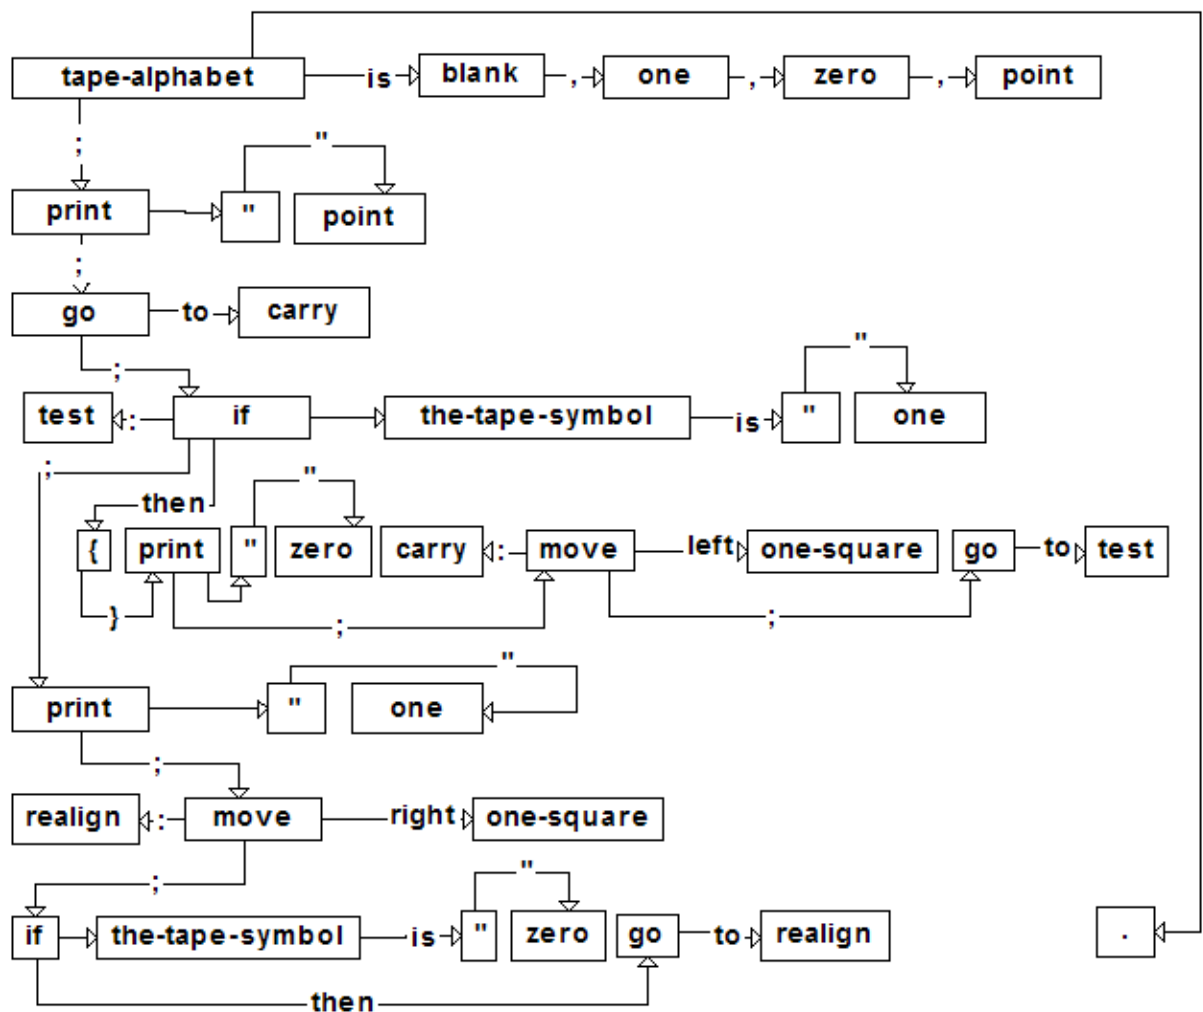 tape-alphabet is blank , one , zero , point
;
"
print " point
;
go to carry
;
"
test : if the-tape-symbol is " one
;
"
then
{ print " zero carry : move left one-square go to test
}
;
;
"
print " one
;
realign : move right one-square
;
"
if the-tape-symbol is " zero go to realign .
then